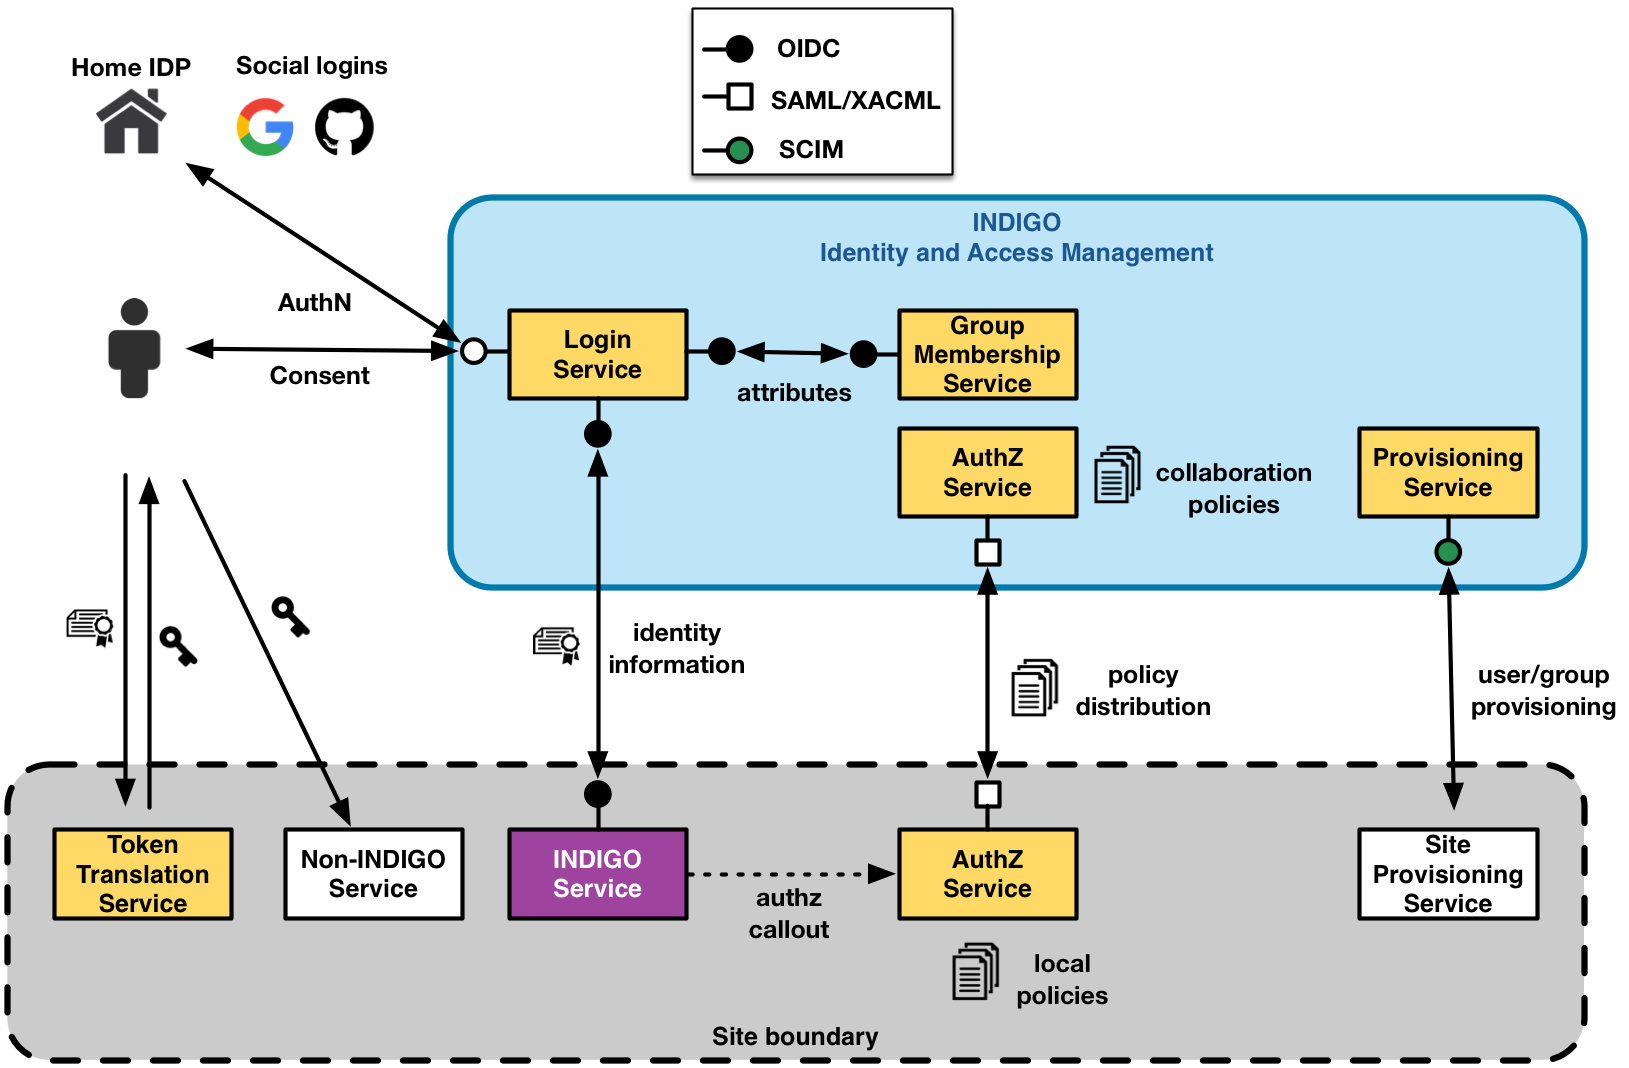 Home IDP
Social logins
OIDC
SAML/XACML
SCIM
INDIGO
Identity and Access Management
AuthN
Consent
Login
Service
attributes
Group
Membership
Service
AuthZ
Service
collaboration
policies
Provisioning
Service
identity
information
policy
distribution
user/group
provisioning
Token
Translation
Service
Non-INDIGO
Service
INDIGO
Service
authz
callout
AuthZ
Service
Site
Provisioning
Service
local
policies
Site boundary